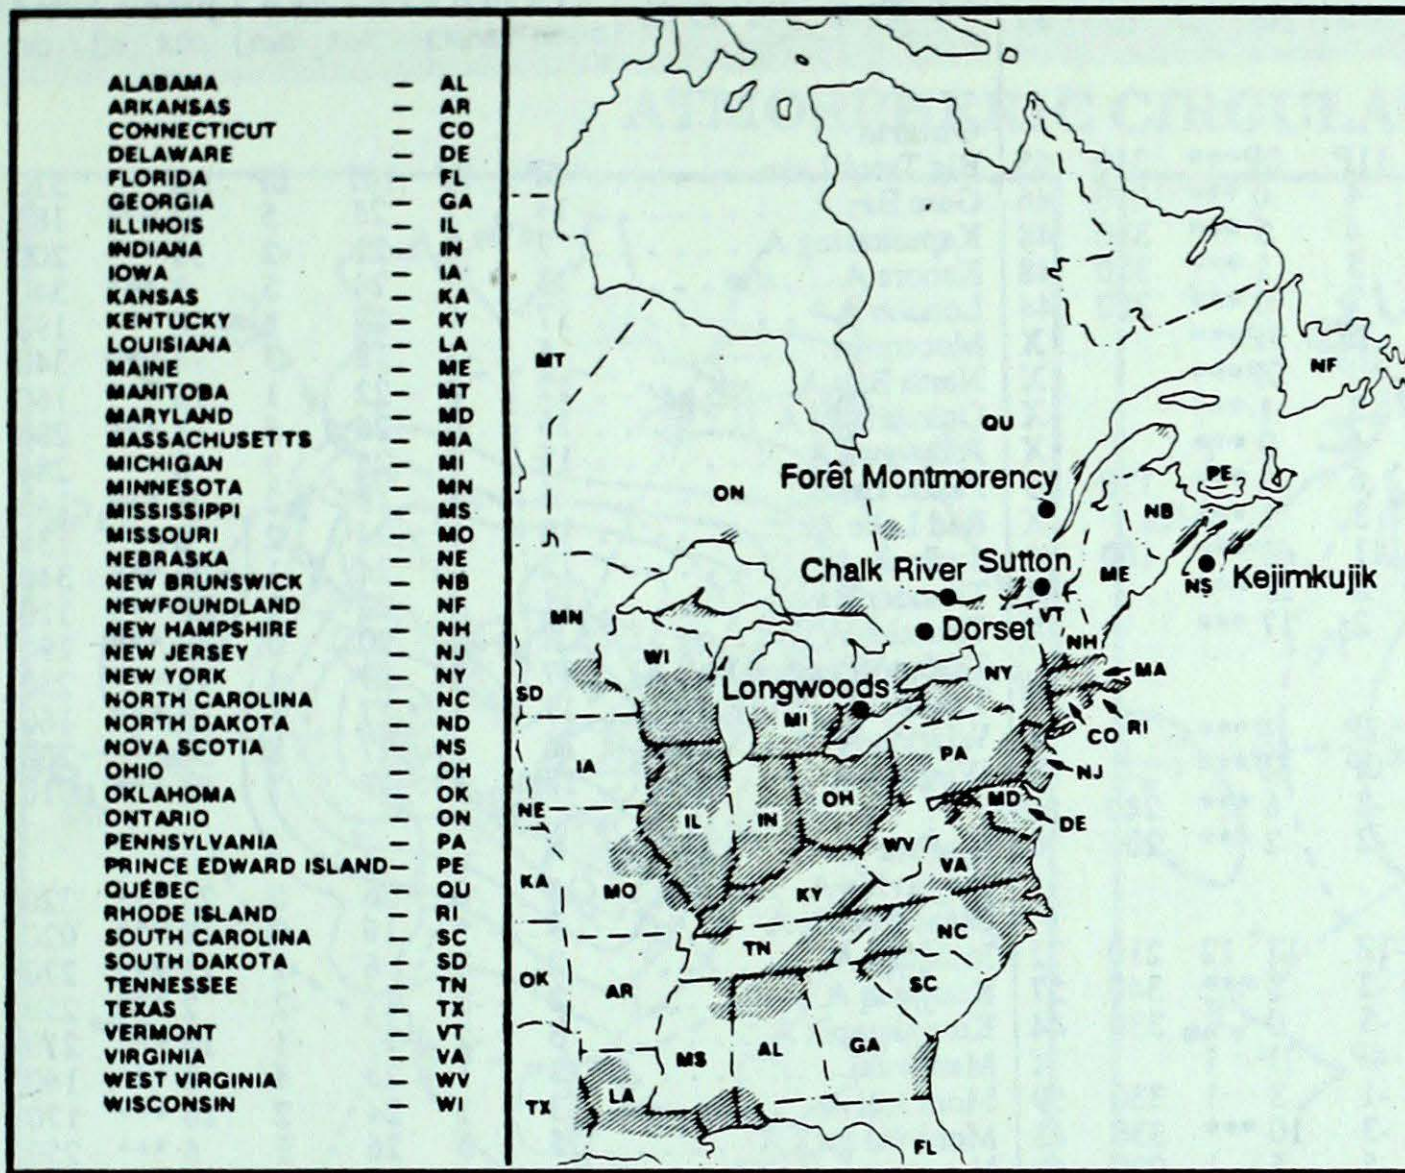 ALABAMA – AL
ARKANSAS – AR
CONNECTICUT – CO
DELAWARE – DE
FLORIDA – FL
GEORGIA – GA
ILLINOIS – IL
INDIANA – IN
IOWA – IA
KANSAS – KA
KENTUCKY – KY
LOUISIANA – LA
MAINE – ME
MANITOBA – MT
MARYLAND – MD
MASSACHUSETTS – MA
MICHIGAN – MI
MINNESOTA – MN
MISSISSIPPI – MS
MISSOURI – MO
NEBRASKA – NE
NEW BRUNSWICK – NB
NEWFOUNDLAND – NF
NEW HAMPSHIRE – NH
NEW JERSEY – NJ
NEW YORK – NY
NORTH CAROLINA – NC
NORTH DAKOTA – ND
NOVA SCOTIA – NS
OHIO – OH
OKLAHOMA – OK
ONTARIO – ON
PENNSYLVANIA – PA
PRINCE EDWARD ISLAND – PE
QUÉBEC – QU
RHODE ISLAND – RI
SOUTH CAROLINA – SC
SOUTH DAKOTA – SD
TENNESSEE – TN
TEXAS – TX
VERMONT – VT
VIRGINIA – VA
WEST VIRGINIA – WV
WISCONSIN – WI
MT
NF
QU
ON
Forêt Montmorency
PE
NB
Chalk River
Sutton
ME
NS
Kejimkujik
MN
Dorset
VT
NH
WI
NY
MA
SD
Longwoods
MI
CO
RI
IA
PA
NJ
NE
IL
IN
OH
MD
DE
WV
VA
KA
MO
KY
TN
NC
OK
AR
SC
MS
AL
GA
TX
LA
FL